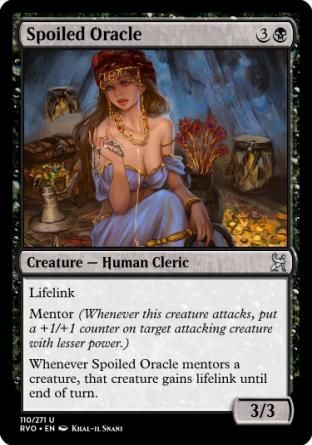 Spoiled Oracle 3
Creature — Human Cleric
Lifelink
Mentor (Whenever this creature attacks, put
a +1/+1 counter on target attacking creature
with lesser power.)
Whenever Spoiled Oracle mentors a
creature, that creature gains lifelink until
end of turn.
110/271 U
RVO • EN Khal-il Snani
3/3